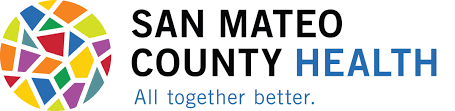 SAN MATEO
COUNTY HEALTH
All together better.